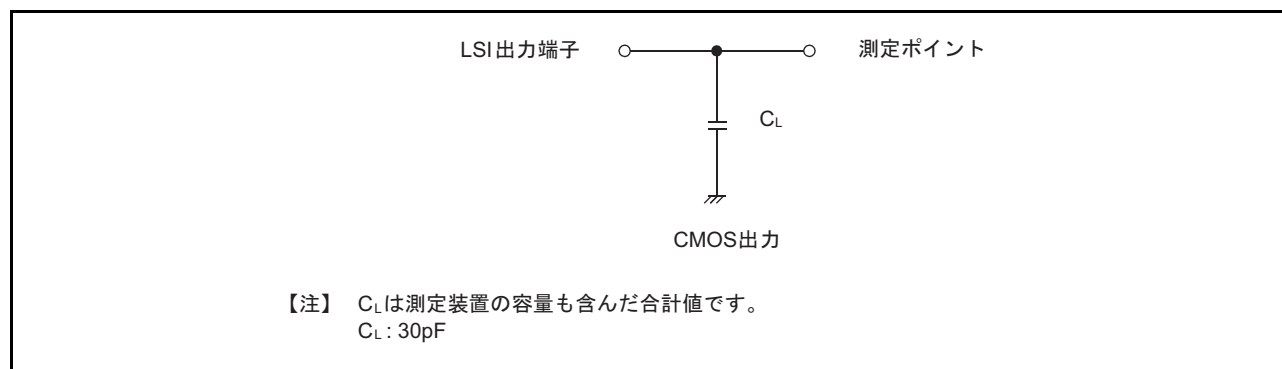 LSI出力端子 測定ポイント
CL
CMOS出力
【注】 CLは測定装置の容量も含んだ合計値です。
CL : 30pF